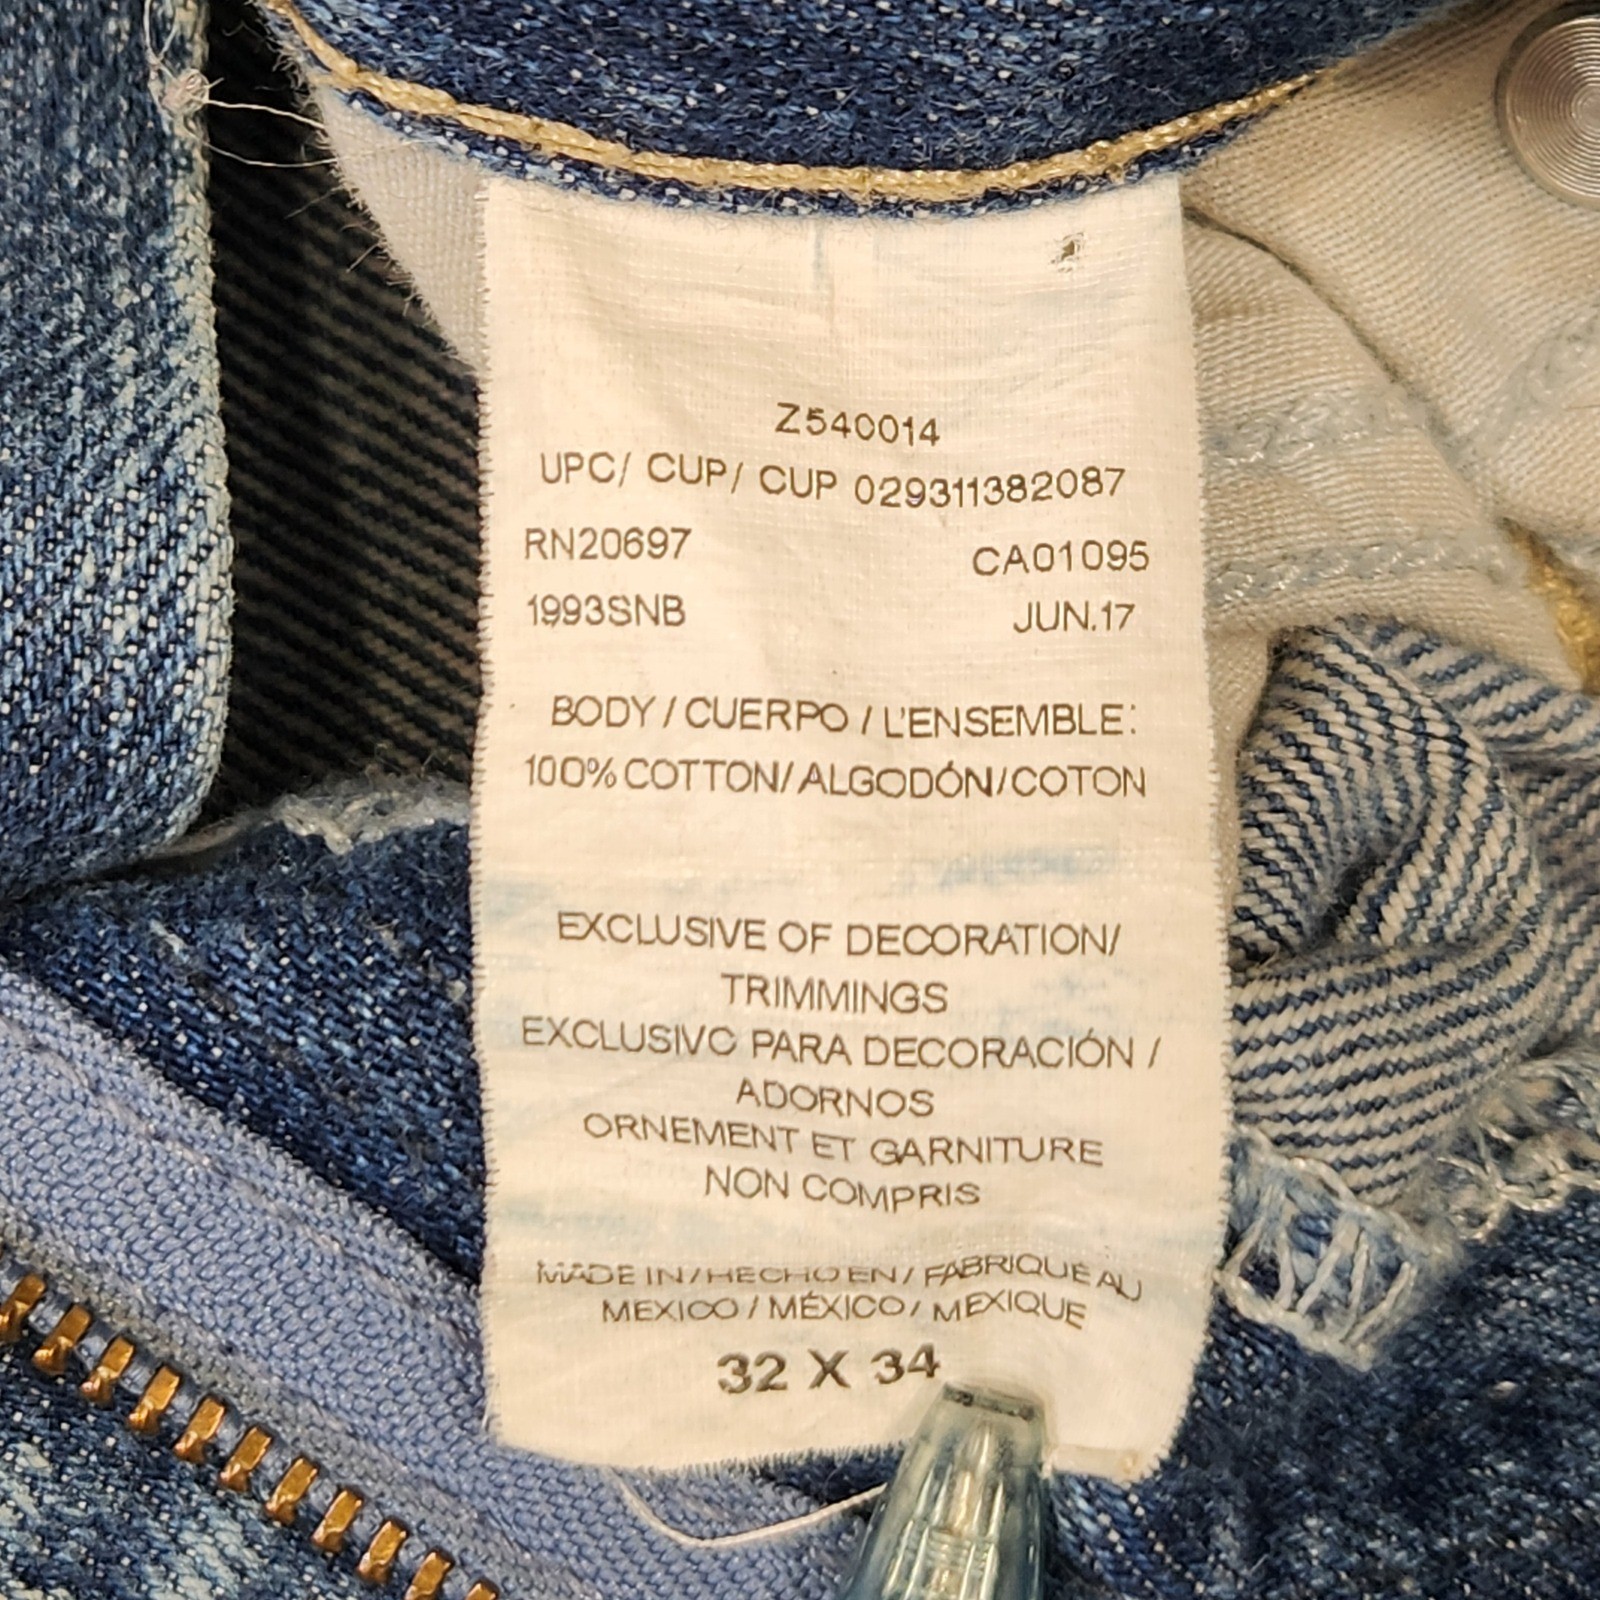 Z540014
UPC/ CUP/ CUP 029311382087
RN20697 CA01095
1993SNB JUN.17
BODY / CUERPO / L'ENSEMBLE:
100% COTTON/ ALGODÓN/COTON
EXCLUSIVE OF DECORATION/
TRIMMINGS
EXCLUSIVO PARA DECORACIÓN /
ADORNOS
ORNEMENT ET GARNITURE
NON COMPRIS
MADE IN / HECHO EN / FABRIQUÉ AU
MEXICO / MÉXICO / MEXIQUE
32 X 34